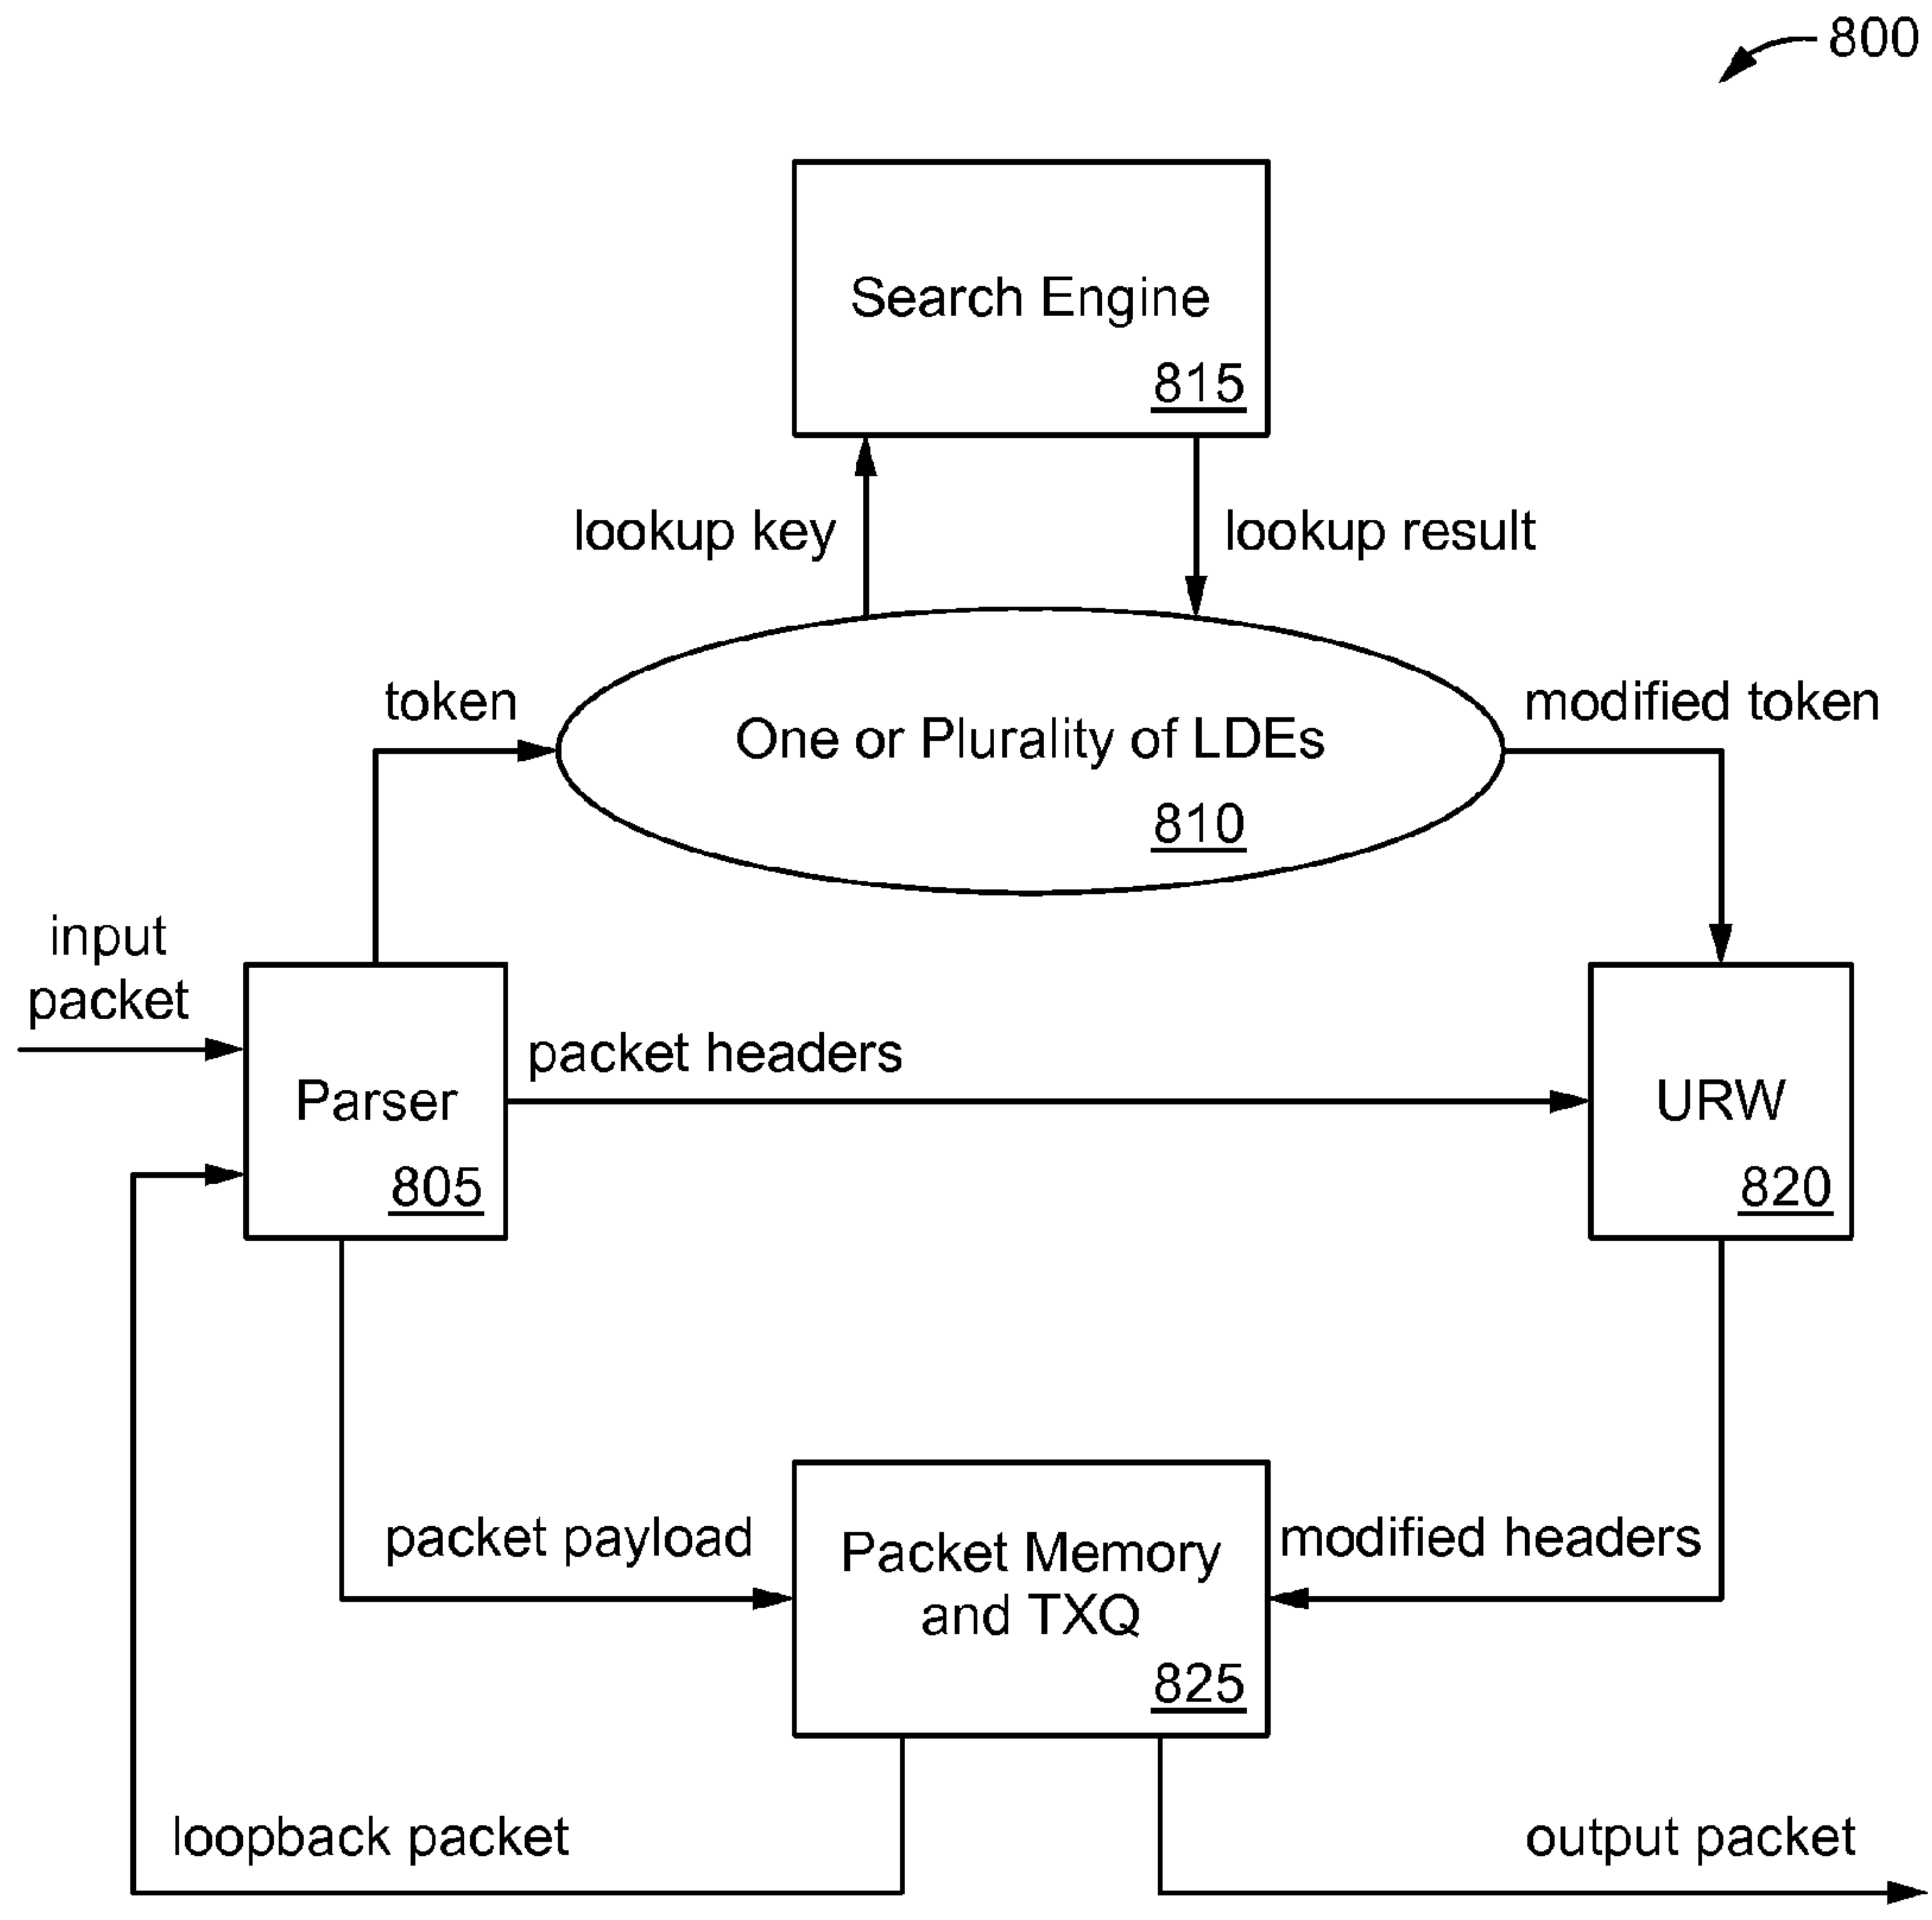 800
Search Engine
815
lookup key
lookup result
token
modified token
One or Plurality of LDEs
810
input
packet
packet headers
Parser
805
URW
820
packet payload
Packet Memory
and TXQ
825
modified headers
loopback packet
output packet